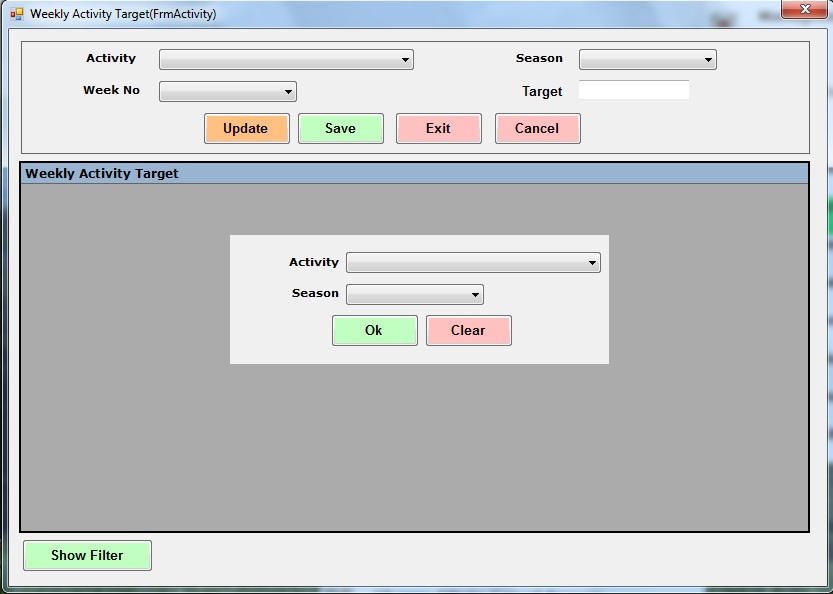 Weekly Activity Target(FrmActivity)
Activity Season
Week No Target
Update Save Exit Cancel
Weekly Activity Target
Activity
Season
Ok Clear
Show Filter